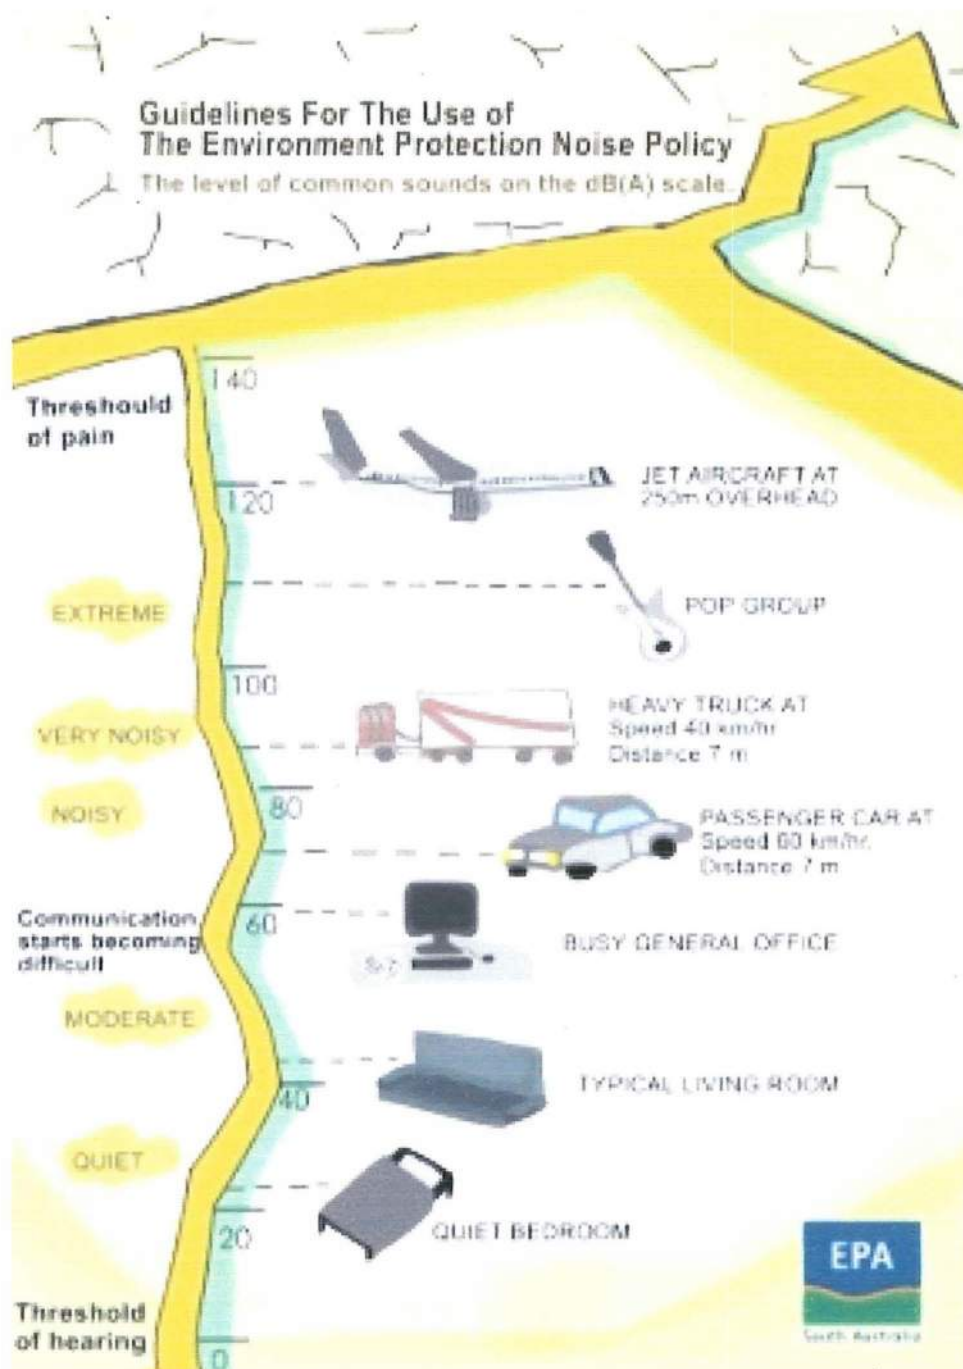 Guidelines For The Use of
The Environment Protection Noise Policy
The level of common sounds on the dB(A) scale.
140
Threshould
of pain
JET AIRCRAFT AT
250m OVERHEAD
120
POP GROUP
EXTREME
100
HEAVY TRUCK AT
Speed 40 km/hr
Distance 7 m
VERY NOISY
80
NOISY
PASSENGER CAR AT
Speed 60 km/hr.
Distance 7 m
Communication
starts becoming
difficult
60
BUSY GENERAL OFFICE
MODERATE
TYPICAL LIVING ROOM
40
QUIET
QUIET BEDROOM
20
EPA
South Australia
Threshold
of hearing
0